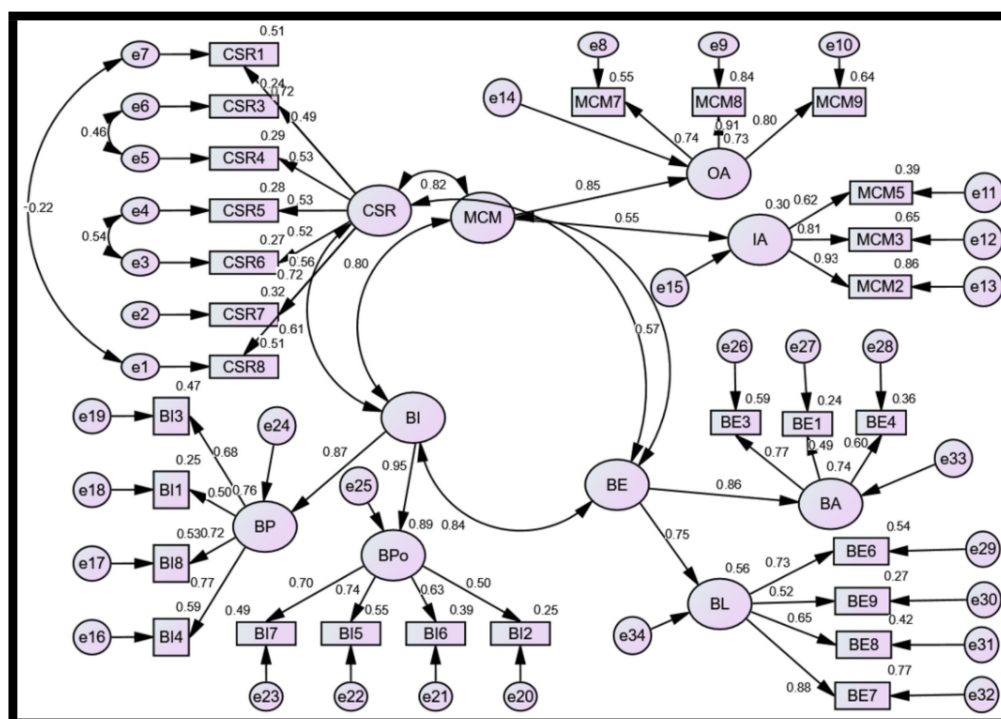 0.51
e7 CSR1
0.24
0.72
e6 CSR3 0.49
0.46
0.29
e5 CSR4 0.53
0.28
e4 CSR5 0.53
-0.22
0.54
0.27 0.52
e3 CSR6 0.56
0.72
0.32
e2 CSR7
0.61
0.51
e1 CSR8
CSR 0.82 MCM
0.80
0.85
0.55
0.57
e8 e9 e10
0.55 0.84 0.64
e14 MCM7 MCM8 MCM9
0.74 0.91 0.80
0.73
OA
0.39
0.30 0.62 MCM5 e11
0.65
IA 0.81 MCM3 e12
0.86
0.93 MCM2 e13
e15
0.47
e19 BI3
0.68
e24
0.25
e18 BI1 0.50 0.76
BP
0.53 0.72
e17 BI8
0.77
0.59
e16 BI4
BI
0.87 0.95
e25
0.89 0.84
BPo
0.70 0.74 0.63 0.50
0.49 0.55 0.39 0.25
BI7 BI5 BI6 BI2
e23 e22 e21 e20
e26 e27 e28
0.59 0.24 0.36
BE3 BE1 BE4
0.77 0.49 0.60
0.74 e33
BE 0.86 BA
0.75
0.54
0.56 0.73 BE6 e29
0.27
BL 0.52 BE9 e30
0.42
e34 0.65 BE8 e31
0.77
0.88 BE7 e32